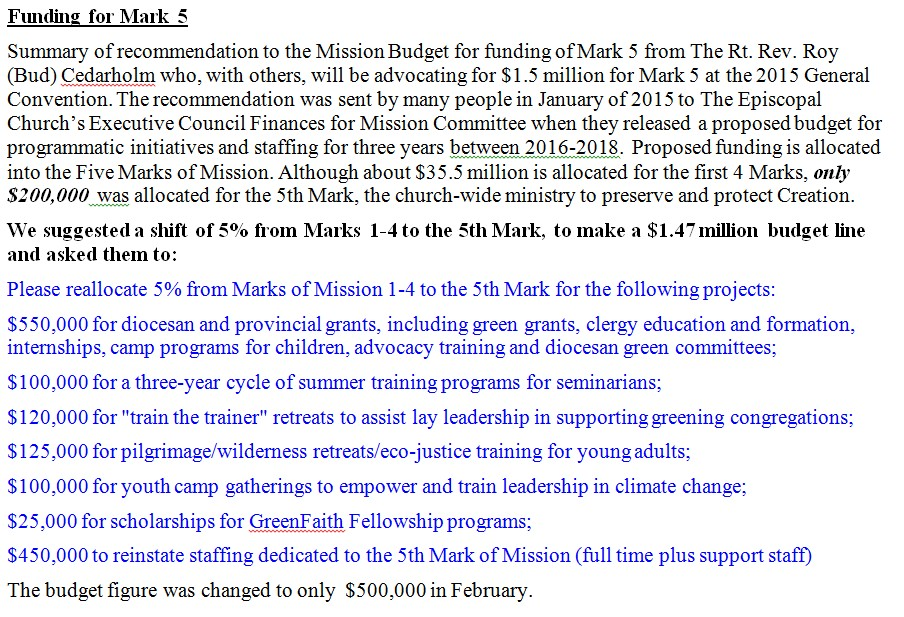 Funding for Mark 5
Summary of recommendation to the Mission Budget for funding of Mark 5 from The Rt. Rev. Roy
(Bud) Cedarholm who, with others, will be advocating for $1.5 million for Mark 5 at the 2015 General
Convention. The recommendation was sent by many people in January of 2015 to The Episcopal
Church's Executive Council Finances for Mission Committee when they released a proposed budget for
programmatic initiatives and staffing for three years between 2016-2018. Proposed funding is allocated
into the Five Marks of Mission. Although about $35.5 million is allocated for the first 4 Marks, only
$200,000 was allocated for the 5th Mark, the church-wide ministry to preserve and protect Creation.
We suggested a shift of 5% from Marks 1-4 to the 5th Mark, to make a $1.47 million budget line
and asked them to:
Please reallocate 5% from Marks of Mission 1-4 to the 5th Mark for the following projects:
$550,000 for diocesan and provincial grants, including green grants, clergy education and formation,
internships, camp programs for children, advocacy training and diocesan green committees;
$100,000 for a three-year cycle of summer training programs for seminarians;
$120,000 for "train the trainer" retreats to assist lay leadership in supporting greening congregations;
$125,000 for pilgrimage/wilderness retreats/eco-justice training for young adults;
$100,000 for youth camp gatherings to empower and train leadership in climate change;
$25,000 for scholarships for GreenFaith Fellowship programs;
$450,000 to reinstate staffing dedicated to the 5th Mark of Mission (full time plus support staff)
The budget figure was changed to only $500,000 in February.